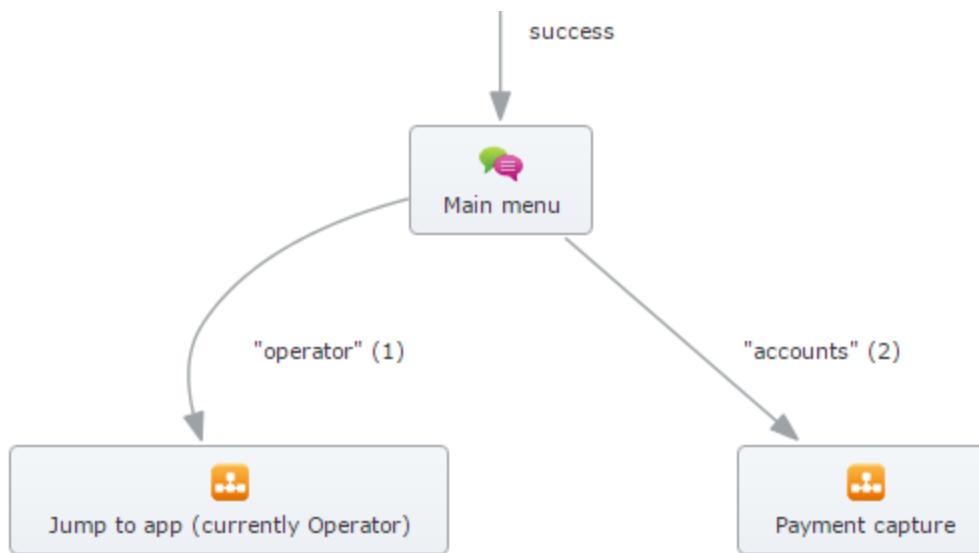 success
Main menu
"operator" (1)
"accounts" (2)
Jump to app (currently Operator)
Payment capture